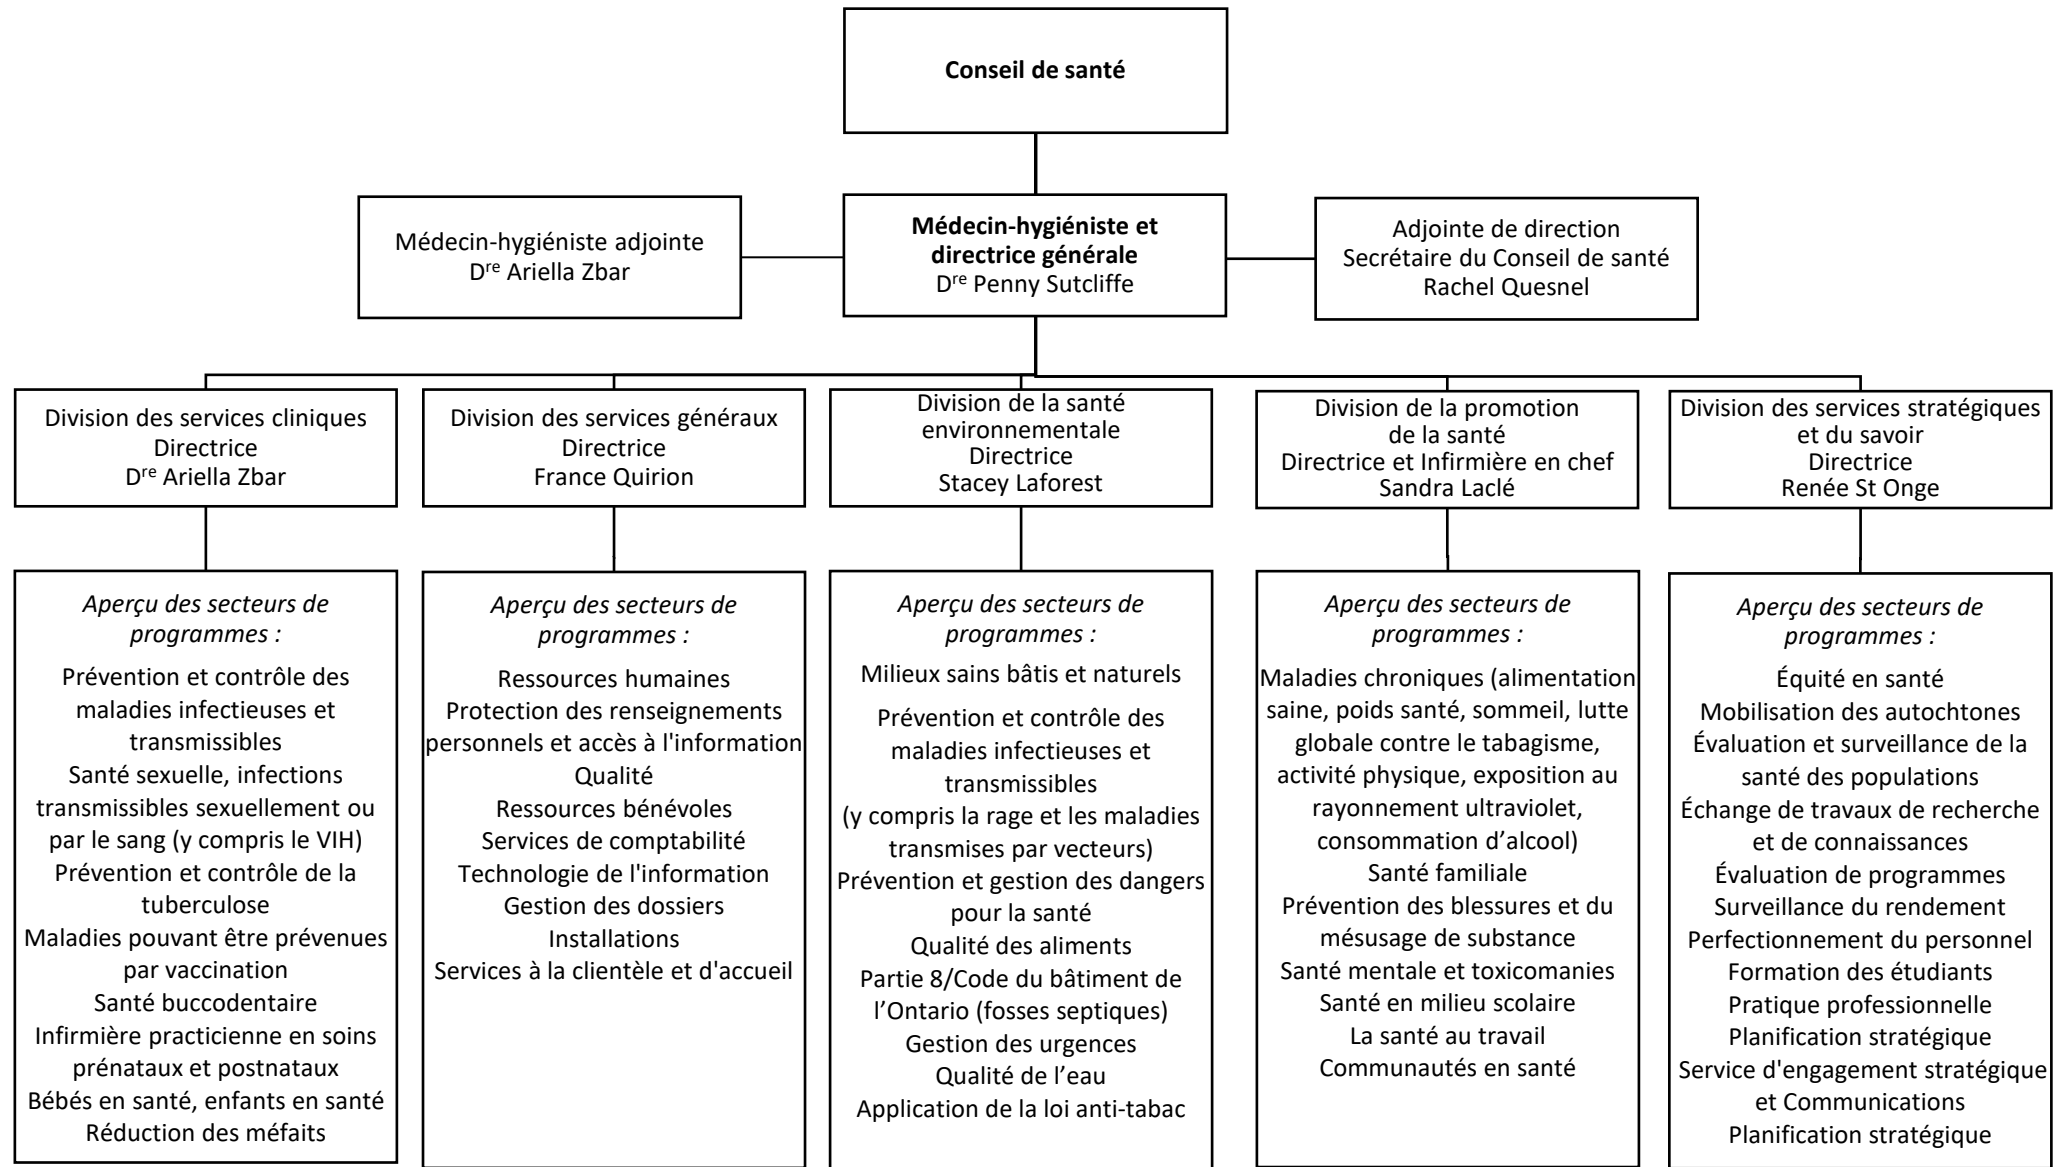 Conseil de santé
Médecin-hygiéniste adjointe
Dre Ariella Zbar
Médecin-hygiéniste et
directrice générale
Dre Penny Sutcliffe
Adjointe de direction
Secrétaire du Conseil de santé
Rachel Quesnel
Division des services cliniques
Directrice
Dre Ariella Zbar
Division des services généraux
Directrice
France Quirion
Division de la santé
environnementale
Directrice
Stacey Laforest
Division de la promotion
de la santé
Directrice et Infirmière en chef
Sandra Laclé
Division des services stratégiques
et du savoir
Directrice
Renée St Onge
Aperçu des secteurs de
programmes :
Prévention et contrôle des
maladies infectieuses et
transmissibles
Santé sexuelle, infections
transmissibles sexuellement ou
par le sang (y compris le VIH)
Prévention et contrôle de la
tuberculose
Maladies pouvant être prévenues
par vaccination
Santé buccodentaire
Infirmière practicienne en soins
prénataux et postnataux
Bébés en santé, enfants en santé
Réduction des méfaits
Aperçu des secteurs de
programmes :
Ressources humaines
Protection des renseignements
personnels et accès à l'information
Qualité
Ressources bénévoles
Services de comptabilité
Technologie de l'information
Gestion des dossiers
Installations
Services à la clientèle et d'accueil
Aperçu des secteurs de
programmes :
Milieux sains bâtis et naturels
Prévention et contrôle des
maladies infectieuses et
transmissibles
(y compris la rage et les maladies
transmises par vecteurs)
Prévention et gestion des dangers
pour la santé
Qualité des aliments
Partie 8/Code du bâtiment de
l’Ontario (fosses septiques)
Gestion des urgences
Qualité de l’eau
Application de la loi anti-tabac
Aperçu des secteurs de
programmes :
Maladies chroniques (alimentation
saine, poids santé, sommeil, lutte
globale contre le tabagisme,
activité physique, exposition au
rayonnement ultraviolet,
consommation d’alcool)
Santé familiale
Prévention des blessures et du
mésusage de substance
Santé mentale et toxicomanies
Santé en milieu scolaire
La santé au travail
Communautés en santé
Aperçu des secteurs de
programmes :
Équité en santé
Mobilisation des autochtones
Évaluation et surveillance de la
santé des populations
Échange de travaux de recherche
et de connaissances
Évaluation de programmes
Surveillance du rendement
Perfectionnement du personnel
Formation des étudiants
Pratique professionnelle
Planification stratégique
Service d'engagement stratégique
et Communications
Planification stratégique